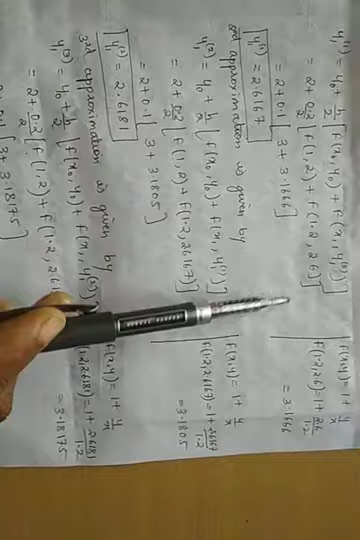 y₁⁽¹⁾ = y₀ + h/2 [f(x₀, y₀) + f(x₁, y₁⁽⁰⁾)]
= 2 + 0.2/2 [f(1, 2) + f(1.2, 2.6)]
= 2 + 0.1 [3 + 3.1666]
y₁⁽¹⁾ = 2.6167
f(x,y) = 1 + y/x
f(1.2, 2.6) = 1 + 2.6/1.2
= 3.1666
2nd approximation is given by
y₁⁽²⁾ = y₀ + h/2 [f(x₀, y₀) + f(x₁, y₁⁽¹⁾)]
= 2 + 0.2/2 [f(1, 2) + f(1.2, 2.6167)]
= 2 + 0.1 [3 + 3.1805]
y₁⁽²⁾ = 2.6181
f(x,y) = 1 + y/x
f(1.2, 2.6167) = 1 + 2.6167/1.2
= 3.1805
3rd approximation is given by
y₁⁽³⁾ = y₀ + h/2 [f(x₀, y₀) + f(x₁, y₁⁽²⁾)]
= 2 + 0.2/2 [f(1, 2) + f(1.2, 2.61
[3 + 3.18175]
f(x,y) = 1 + y/x
(1.2, 2.6181) = 1 + 2.6181/1.2
= 3.18175